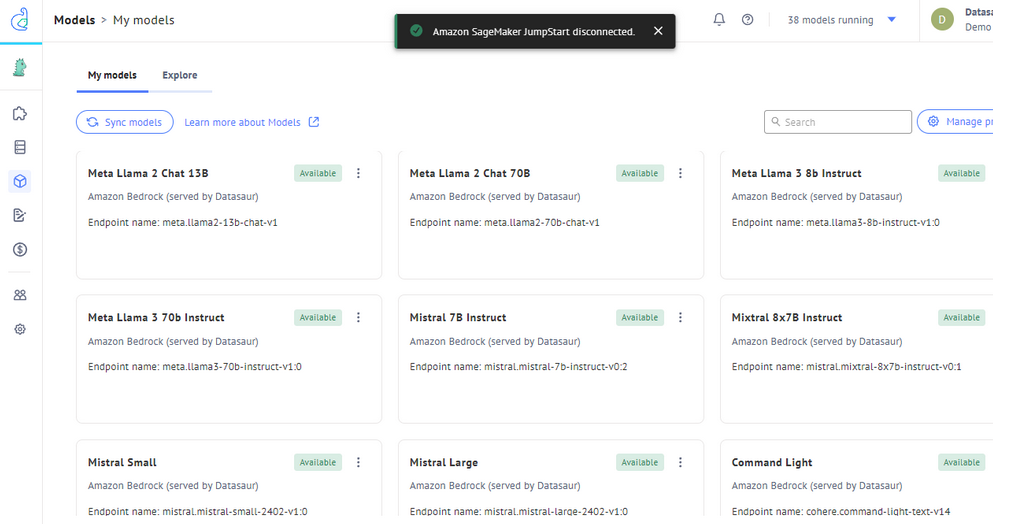 Models > My models
Amazon SageMaker JumpStart disconnected.
38 models running
D
Datasa
Demo
My models
Explore
Sync models
Learn more about Models
Search
Manage pr
Meta Llama 2 Chat 13B
Available
Amazon Bedrock (served by Datasaur)
Endpoint name: meta.llama2-13b-chat-v1
Meta Llama 2 Chat 70B
Available
Amazon Bedrock (served by Datasaur)
Endpoint name: meta.llama2-70b-chat-v1
Meta Llama 3 8b Instruct
Available
Amazon Bedrock (served by Datasaur)
Endpoint name: meta.llama3-8b-instruct-v1:0
Meta Llama 3 70b Instruct
Available
Amazon Bedrock (served by Datasaur)
Endpoint name: meta.llama3-70b-instruct-v1:0
Mistral 7B Instruct
Available
Amazon Bedrock (served by Datasaur)
Endpoint name: mistral.mistral-7b-instruct-v0:2
Mixtral 8x7B Instruct
Available
Amazon Bedrock (served by Datasaur)
Endpoint name: mistral.mixtral-8x7b-instruct-v0:1
Mistral Small
Available
Amazon Bedrock (served by Datasaur)
Endpoint name: mistral.mistral-small-2402-v1:0
Mistral Large
Available
Amazon Bedrock (served by Datasaur)
Endpoint name: mistral.mistral-large-2402-v1:0
Command Light
Available
Amazon Bedrock (served by Datasaur)
Endpoint name: cohere.command-light-text-v14